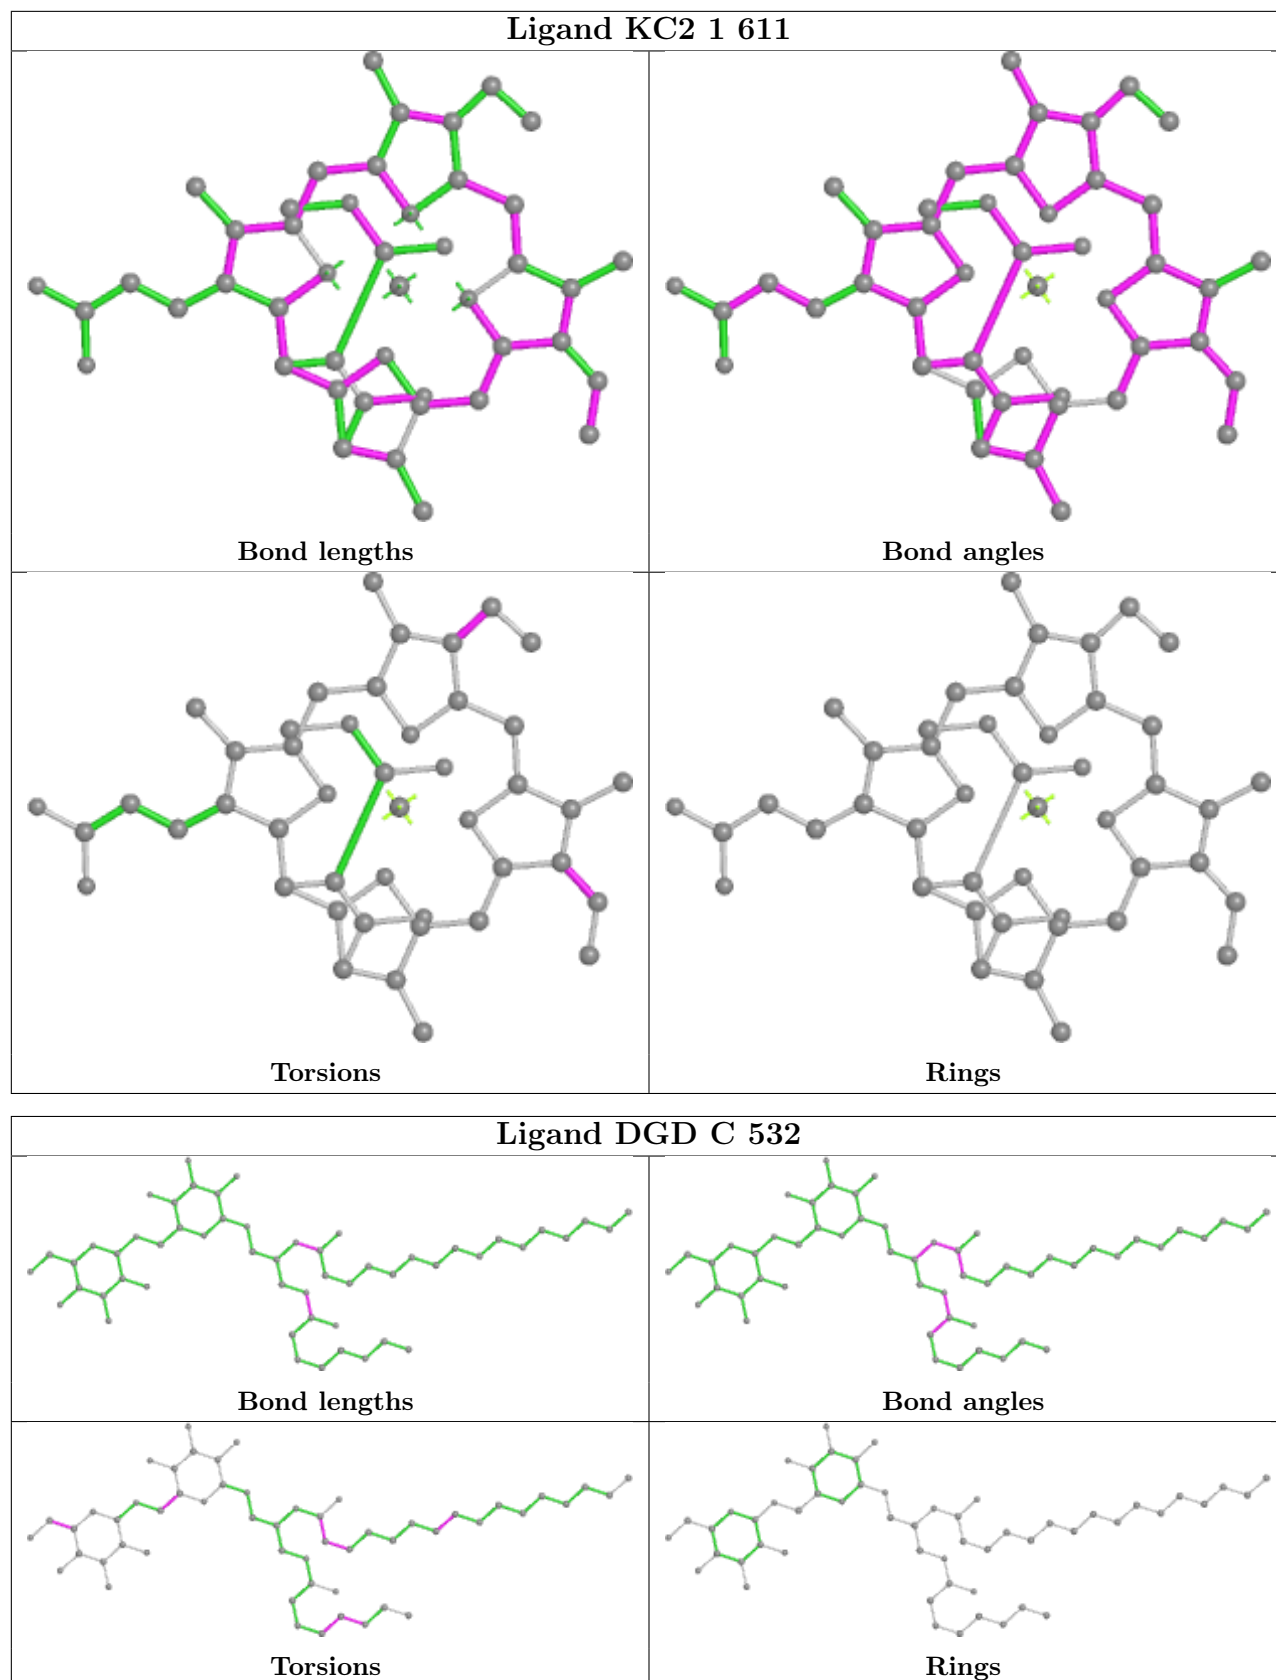 Ligand KC2 1 611
Bond lengths
Bond angles
Torsions
Rings
Ligand DGD C 532
Bond lengths
Bond angles
Torsions
Rings